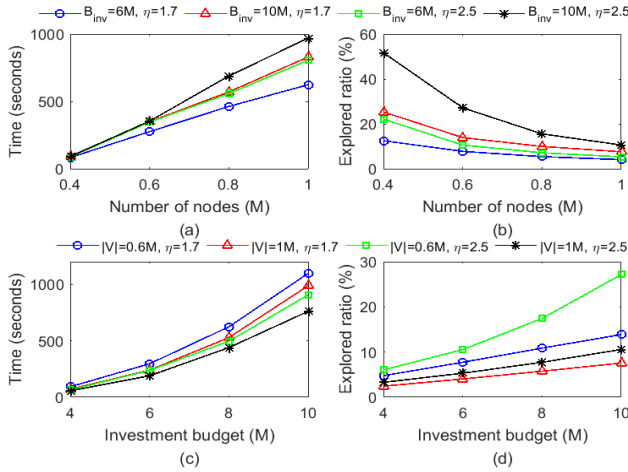 B_inv=6M, η=1.7 B_inv=10M, η=1.7 B_inv=6M, η=2.5 B_inv=10M, η=2.5
1000
500
0
Time (seconds)
0.4 0.6 0.8 1
Number of nodes (M)
(a)
60
40
20
0
Explored ratio (%)
0.4 0.6 0.8 1
Number of nodes (M)
(b)
|V|=0.6M, η=1.7 |V|=1M, η=1.7 |V|=0.6M, η=2.5 |V|=1M, η=2.5
1000
500
0
Time (seconds)
4 6 8 10
Investment budget (M)
(c)
30
20
10
0
Explored ratio (%)
4 6 8 10
Investment budget (M)
(d)